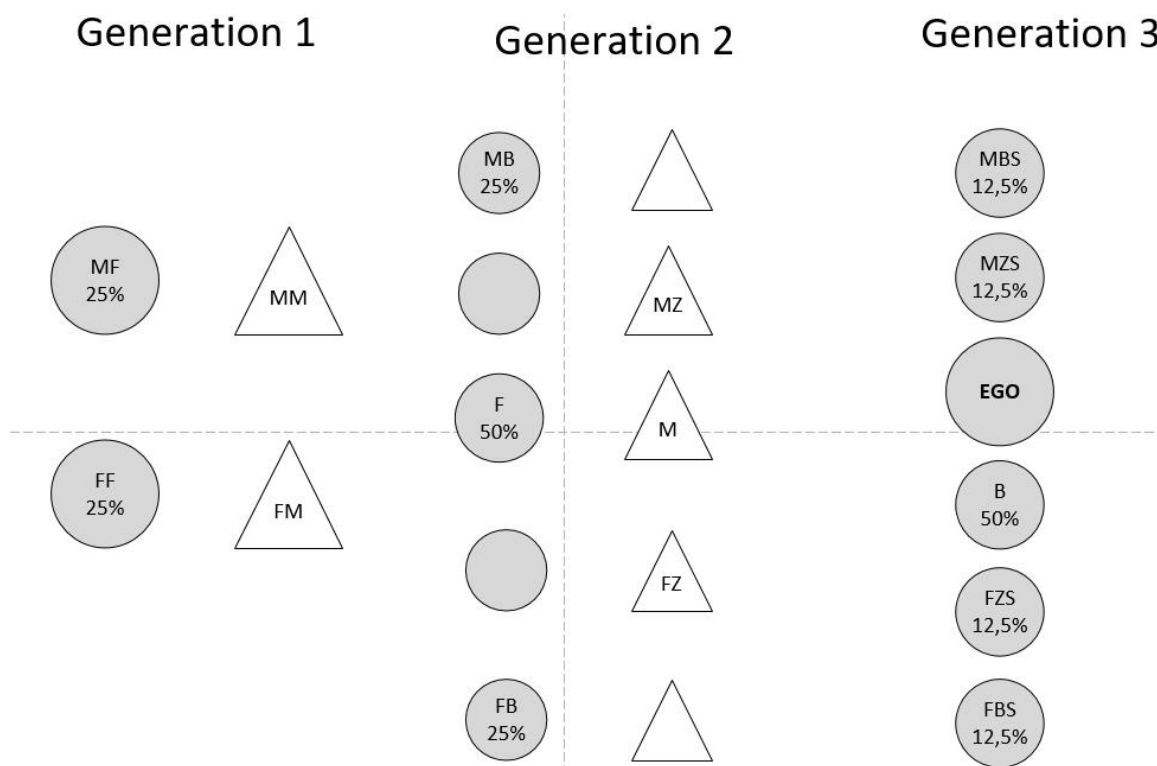 Generation 1
Generation 2
Generation 3
MB
25%
MBS
12,5%
MF
25%
MM
MZ
MZS
12,5%
F
50%
M
EGO
FF
25%
FM
B
50%
FZ
FZS
12,5%
FB
25%
FBS
12,5%